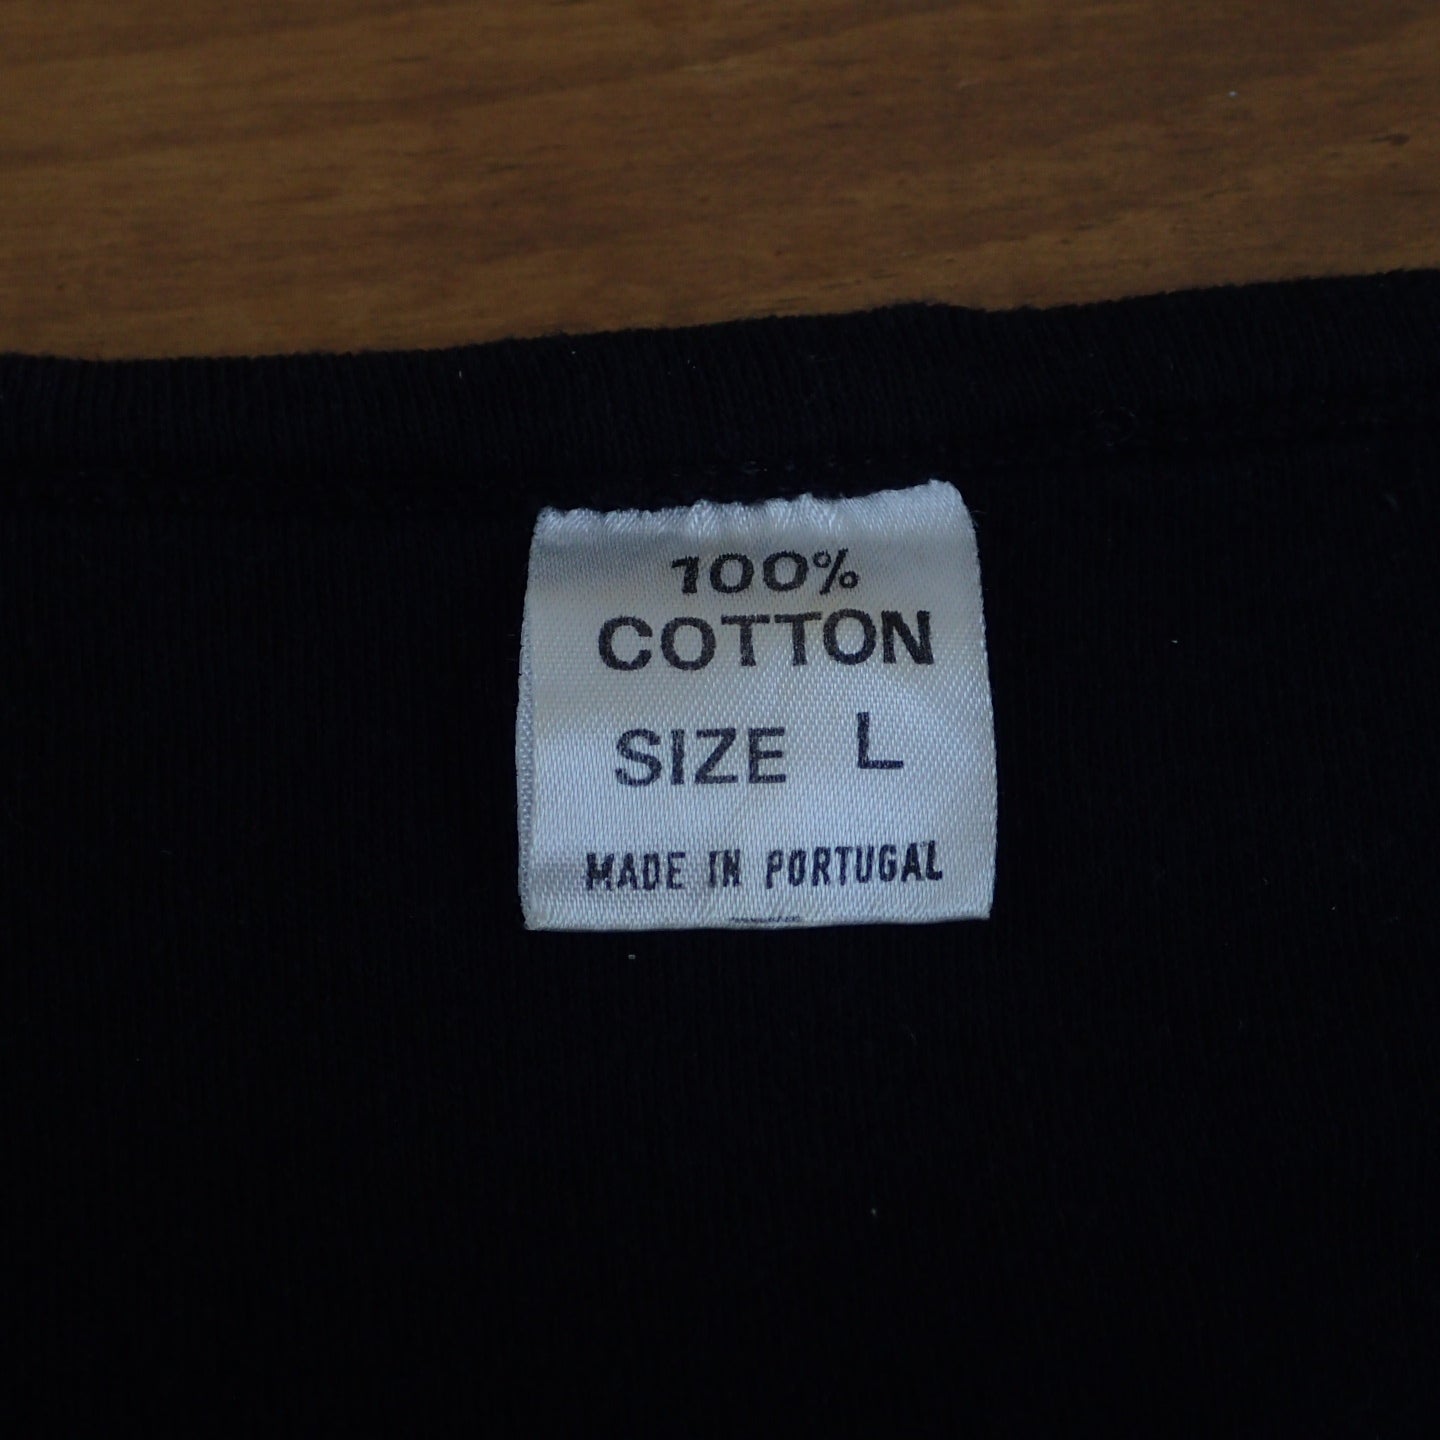 100%
COTTON
SIZE L
MADE IN PORTUGAL